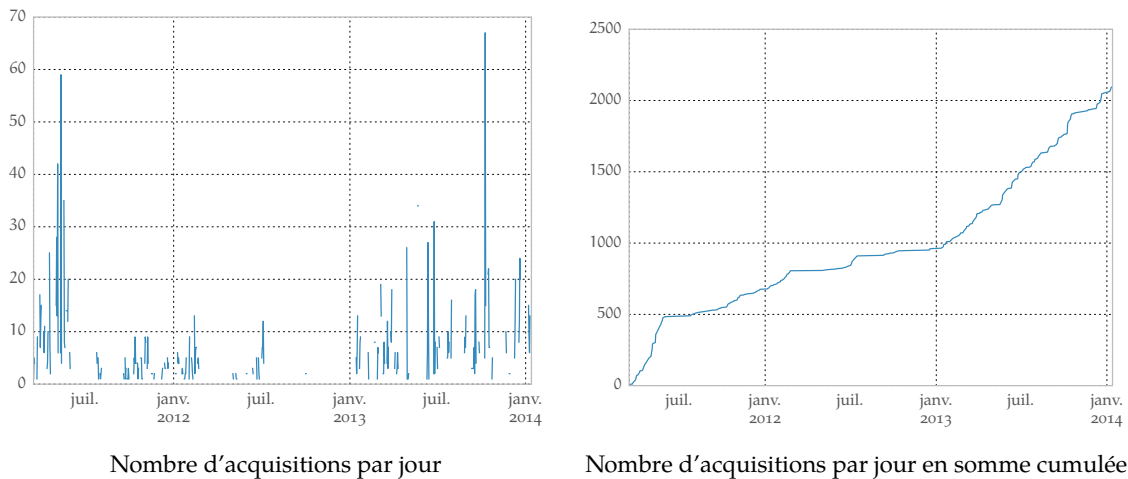 70
60
50
40
30
20
10
0
juil.
janv.
2012
juil.
janv.
2013
juil.
janv.
2014
Nombre d'acquisitions par jour
2500
2000
1500
1000
500
0
juil.
janv.
2012
juil.
janv.
2013
juil.
janv.
2014
Nombre d'acquisitions par jour en somme cumulée